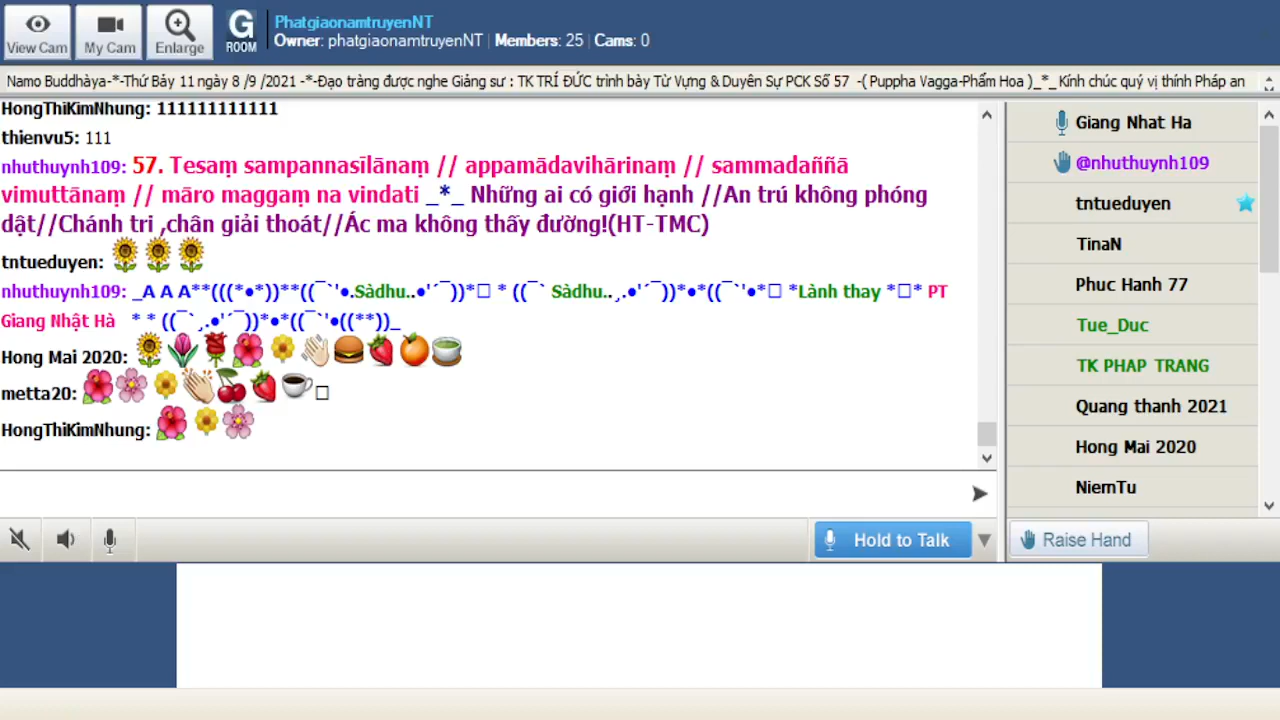 View Cam
My Cam
Enlarge
G
ROOM
PhatgiaonamtruyenNT
Owner: phatgiaonamtruyenNT | Members: 25 | Cams: 0
Namo Buddhàya-*-Thứ Bảy 11 ngày 8 /9 /2021 -*-Đạo tràng được nghe Giảng sư : TK TRÍ ĐỨC trình bày Từ Vựng & Duyên Sự PCK Số 57 -( Puppha Vagga-Phẩm Hoa )_*_ Kính chúc quý vị thính Pháp an
HongThiKimNhung: 111111111111
thienvu5: 111
nhuthuynh109: 57. Tesaṃ sampannasīlānaṃ // appamādavihārinaṃ // sammadaññā
vimuttānaṃ // māro maggaṃ na vindati _*_ Những ai có giới hạnh //An trú không phóng
dật//Chánh tri ,chân giải thoát//Ác ma không thấy đường!(HT-TMC)
tntueduyen: 🌻🌻🌻
nhuthuynh109: _A A A**(((*●*))**((¯`'●.Sàdhu..●'´¯))*□ * ((¯` Sàdhu..¸.●'´¯))*●*((¯`'●*□ *Lành thay *□* PT
Giang Nhật Hà * * ((¯`¸.●'´¯))*●*((¯`'●((**))_
Hong Mai 2020: 🌻🌷🌹🌺🌼👋🍔🍓🍊🍵
metta20: 🌺🌸🌼👏🍒🍓☕□
HongThiKimNhung: 🌺🌼🌸
Hold to Talk
Giang Nhat Ha
@nhuthuynh109
tntueduyen
TinaN
Phuc Hanh 77
Tue_Duc
TK PHAP TRANG
Quang thanh 2021
Hong Mai 2020
NiemTu
Raise Hand